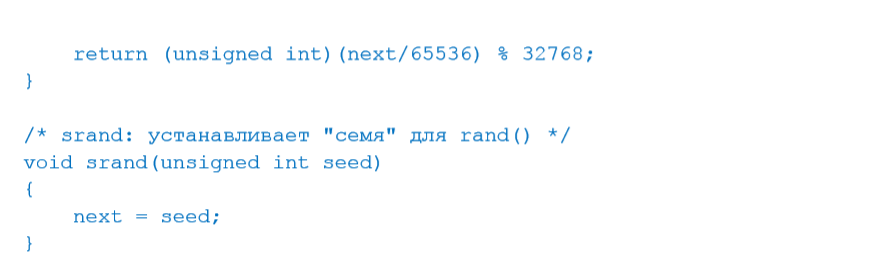 return (unsigned int)(next/65536) % 32768;
}
/* srand: устанавливает "семя" для rand() */
void srand(unsigned int seed)
{
next = seed;
}